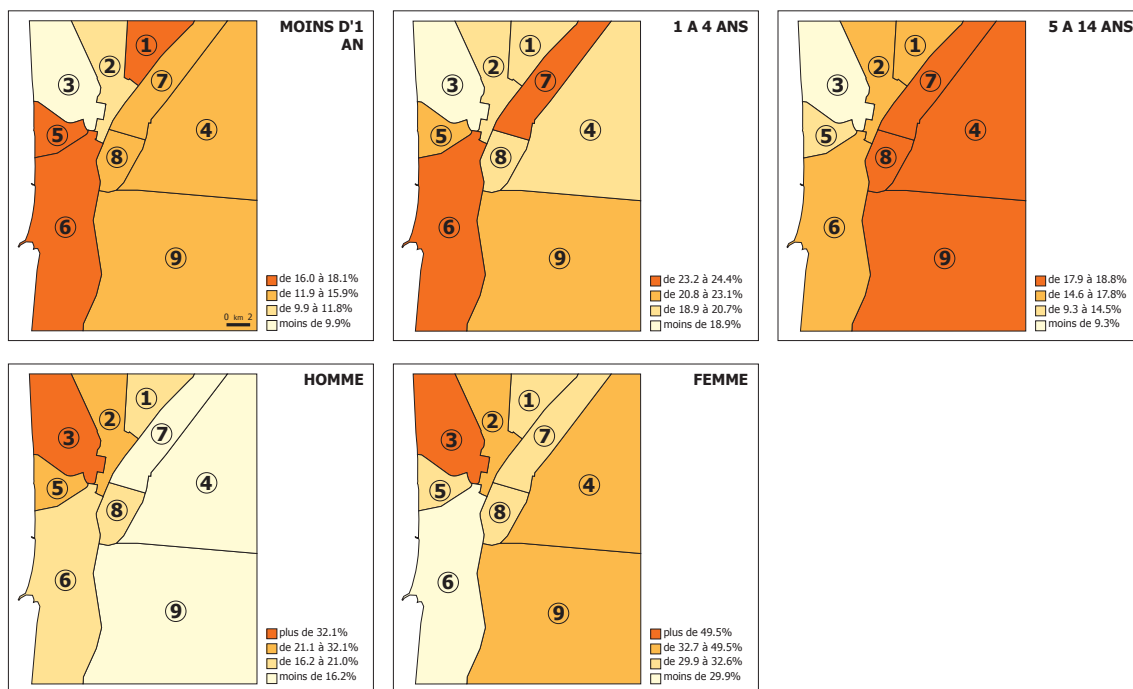 MOINS D'1
AN
1
2
3
7
4
5
8
6
9
de 16.0 à 18.1%
de 11.9 à 15.9%
de 9.9 à 11.8%
moins de 9.9%
0 km 2
1 A 4 ANS
1
2
3
7
4
5
8
6
9
de 23.2 à 24.4%
de 20.8 à 23.1%
de 18.9 à 20.7%
moins de 18.9%
5 A 14 ANS
1
2
3
7
4
5
8
6
9
de 17.9 à 18.8%
de 14.6 à 17.8%
de 9.3 à 14.5%
moins de 9.3%
HOMME
1
2
3
7
4
5
8
6
9
plus de 32.1%
de 21.1 à 32.1%
de 16.2 à 21.0%
moins de 16.2%
FEMME
1
2
3
7
4
5
8
6
9
plus de 49.5%
de 32.7 à 49.5%
de 29.9 à 32.6%
moins de 29.9%